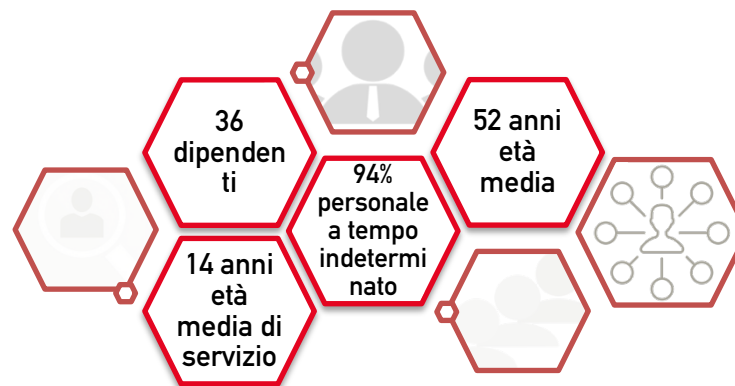 36
dipenden
ti
52 anni
età
media
94%
personale
a tempo
indetermi
nato
14 anni
età
media di
servizio